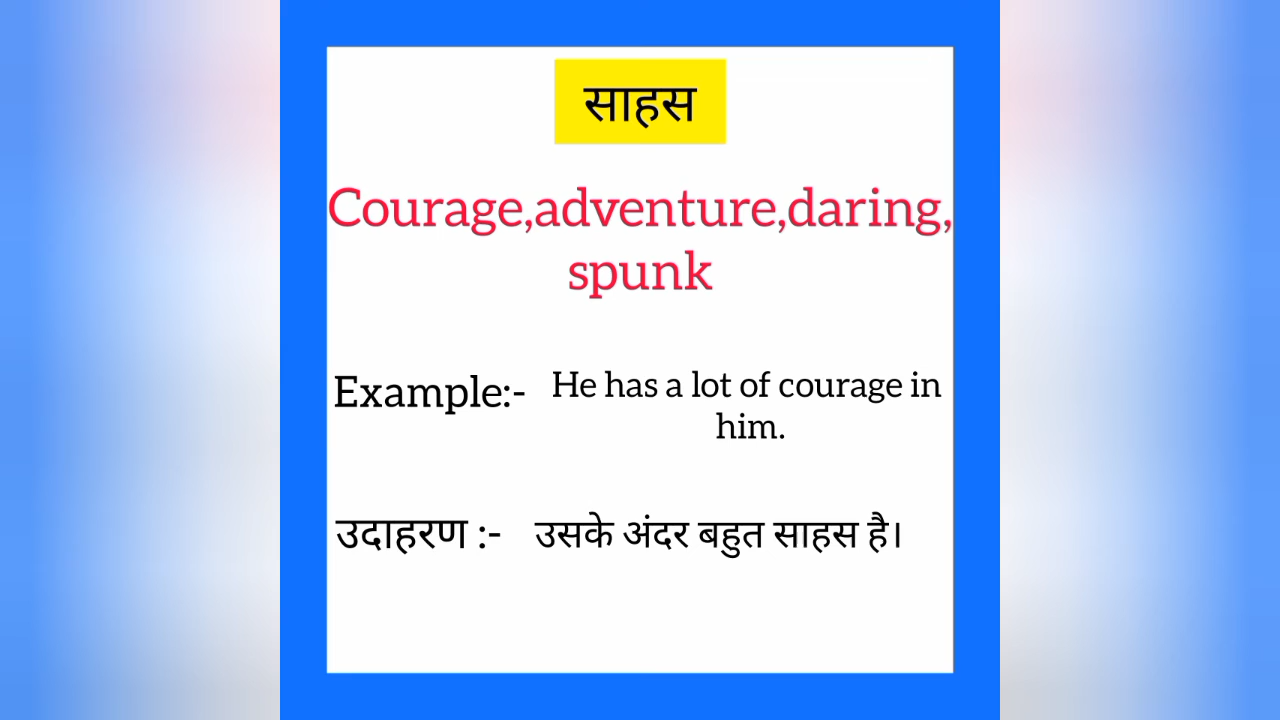 साहस
Courage,adventure,daring,
spunk
Example:- He has a lot of courage in
him.
उदाहरण :- उसके अंदर बहुत साहस है।